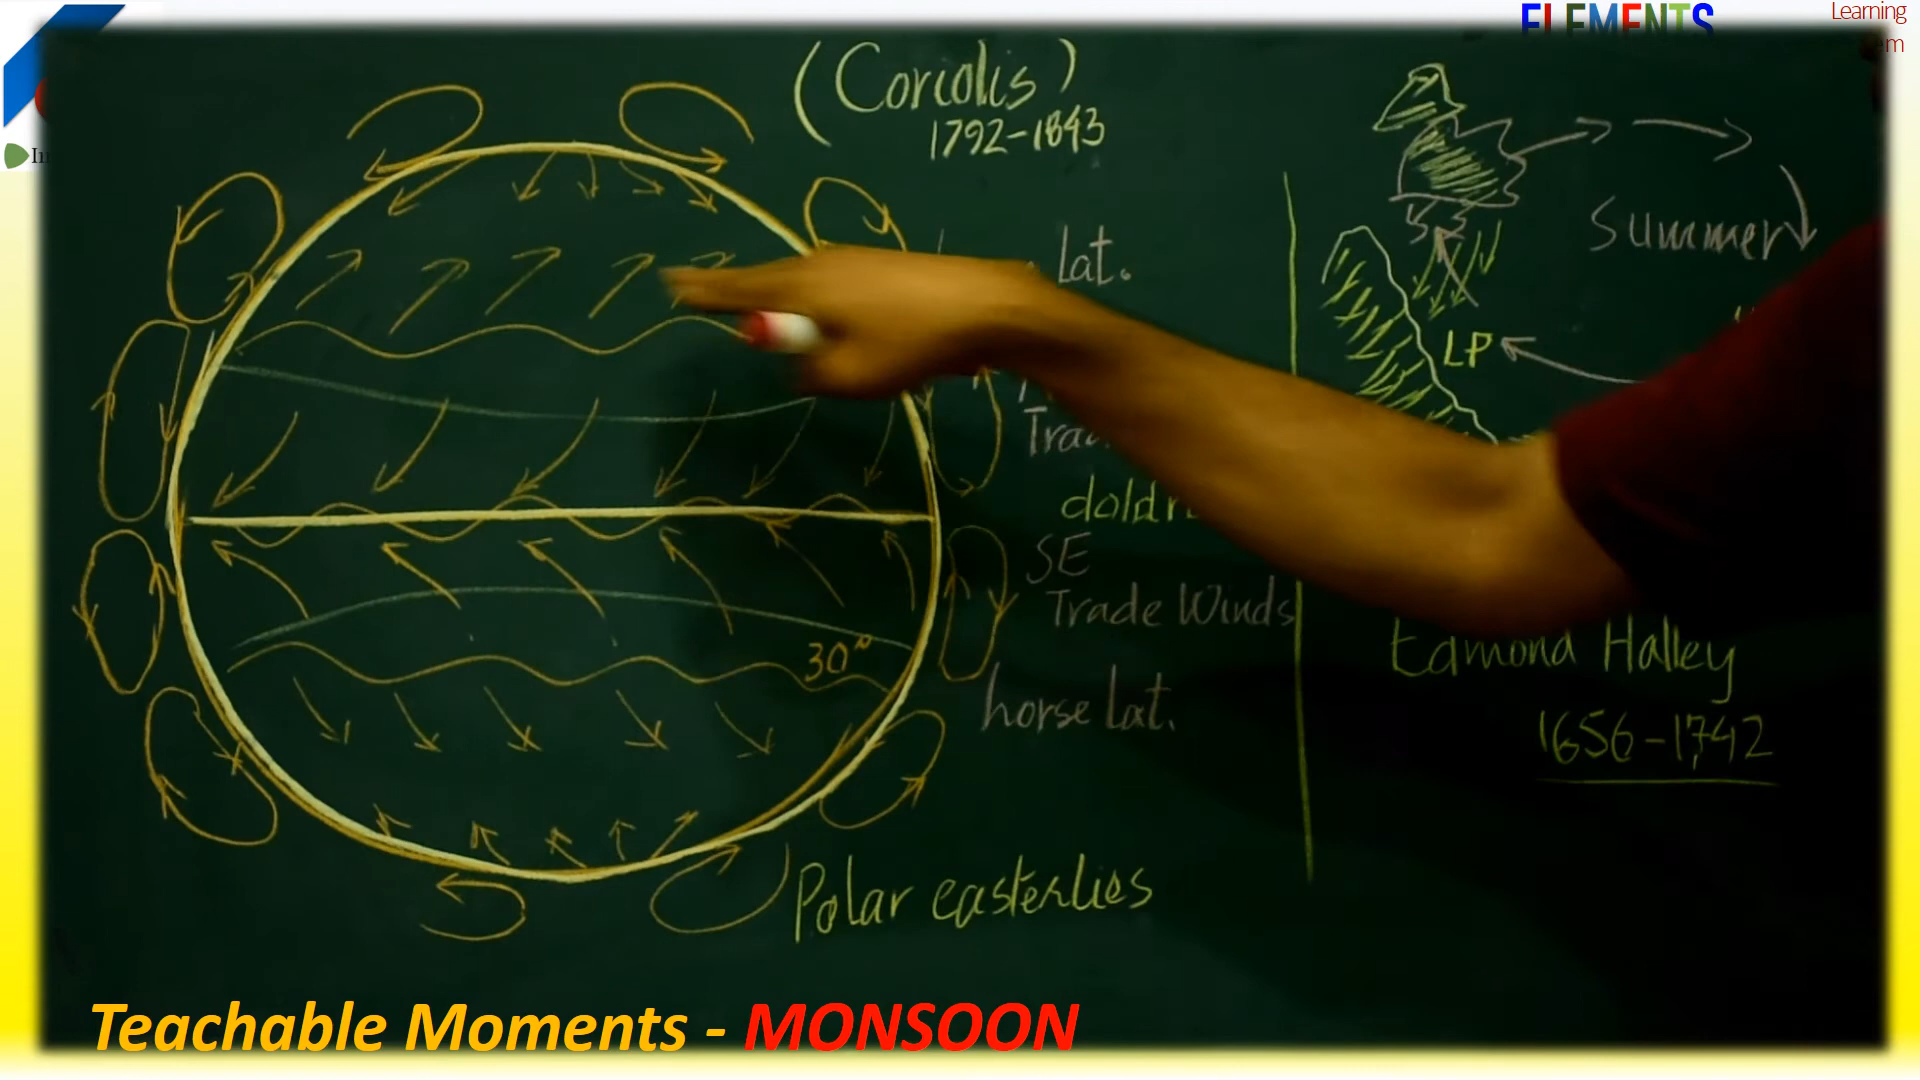 ELEMENTS
Learning
(Coriolis)
1792-1843
Lat.
Summer
LP
SE
Trade Winds
30°
horse lat.
Edmond Halley
1656-1742
Polar easterlies
Teachable Moments - MONSOON